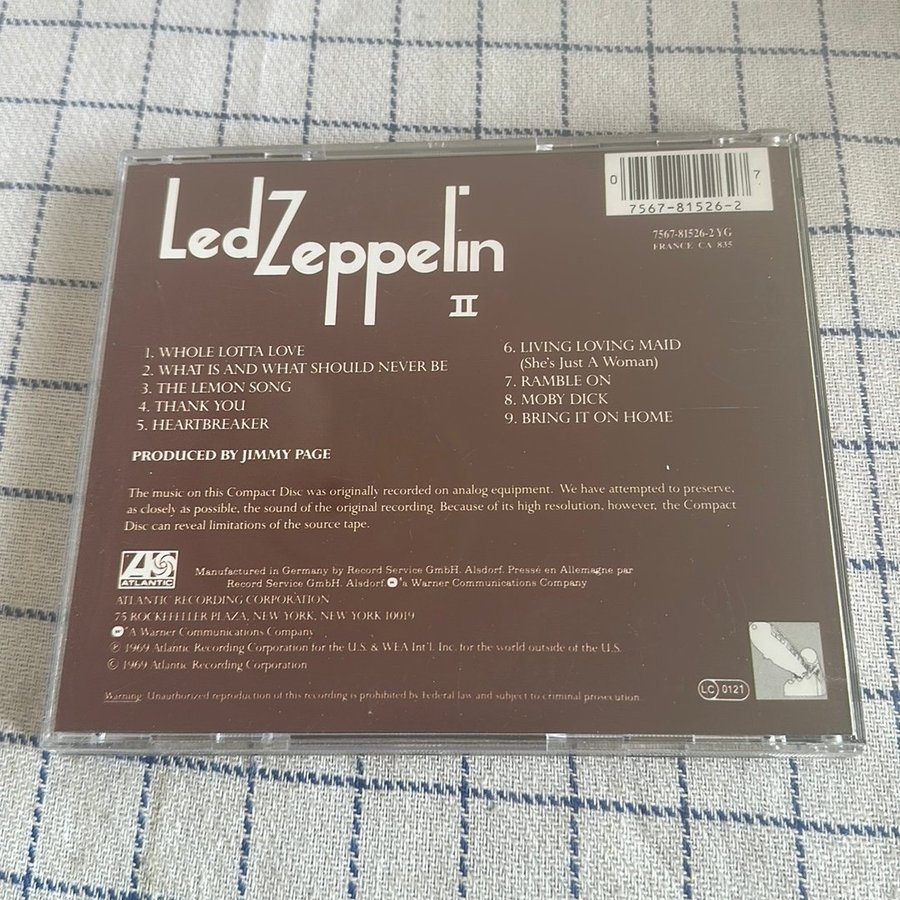 Led Zeppelin
II
0 7
7567-81526-2
7567-81526-2 YG
FRANCE CA 835
1. WHOLE LOTTA LOVE
2. WHAT IS AND WHAT SHOULD NEVER BE
3. THE LEMON SONG
4. THANK YOU
5. HEARTBREAKER
6. LIVING LOVING MAID
(She's Just A Woman)
7. RAMBLE ON
8. MOBY DICK
9. BRING IT ON HOME
PRODUCED BY JIMMY PAGE
The music on this Compact Disc was originally recorded on analog equipment. We have attempted to preserve,
as closely as possible, the sound of the original recording. Because of its high resolution, however, the Compact
Disc can reveal limitations of the source tape.
ATLANTIC
Manufactured in Germany by Record Service GmbH. Alsdorf. Pressé en Allemagne par
Record Service GmbH. Alsdorf. ® A Warner Communications Company
ATLANTIC RECORDING CORPORATION
75 ROCKEFELLER PLAZA, NEW YORK, NEW YORK 10019
® A Warner Communications Company
℗ 1969 Atlantic Recording Corporation for the U.S. & WEA Int'l. Inc. for the world outside of the U.S.
© 1969 Atlantic Recording Corporation
Warning: Unauthorized reproduction of this recording is prohibited by Federal law and subject to criminal prosecution.
LC 0121